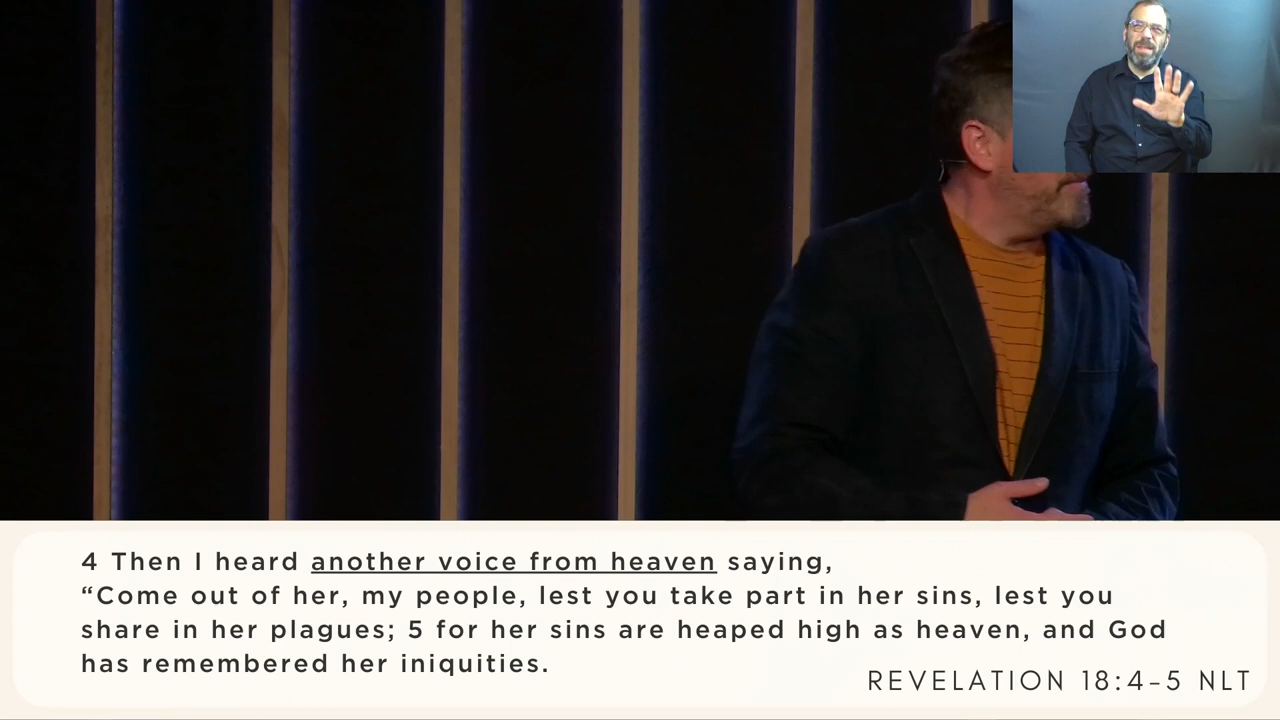 4 Then I heard another voice from heaven saying,
“Come out of her, my people, lest you take part in her sins, lest you
share in her plagues; 5 for her sins are heaped high as heaven, and God
has remembered her iniquities.
REVELATION 18:4-5 NLT